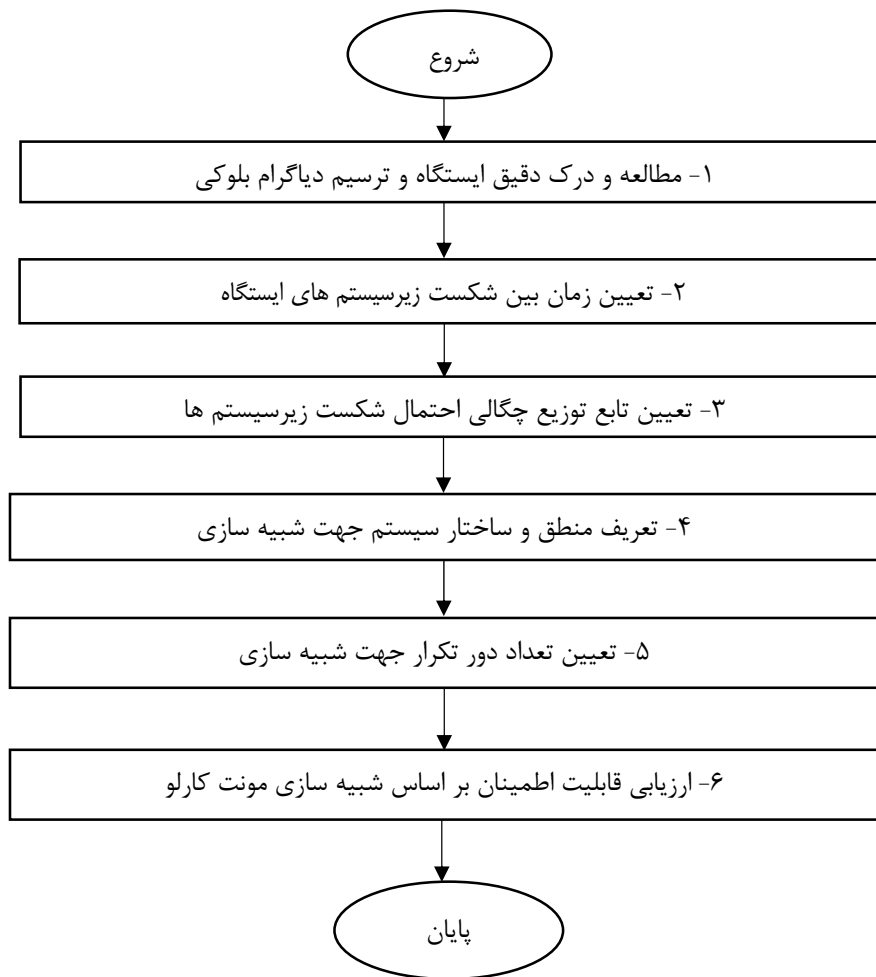 شروع
۱- مطالعه و درک دقیق ایستگاه و ترسیم دیاگرام بلوکی
۲- تعیین زمان بین شکست زیرسیستم های ایستگاه
۳- تعیین تابع توزیع چگالی احتمال شکست زیرسیستم ها
۴- تعریف منطق و ساختار سیستم جهت شبیه سازی
۵- تعیین تعداد دور تکرار جهت شبیه سازی
۶- ارزیابی قابلیت اطمینان بر اساس شبیه سازی مونت کارلو
پایان